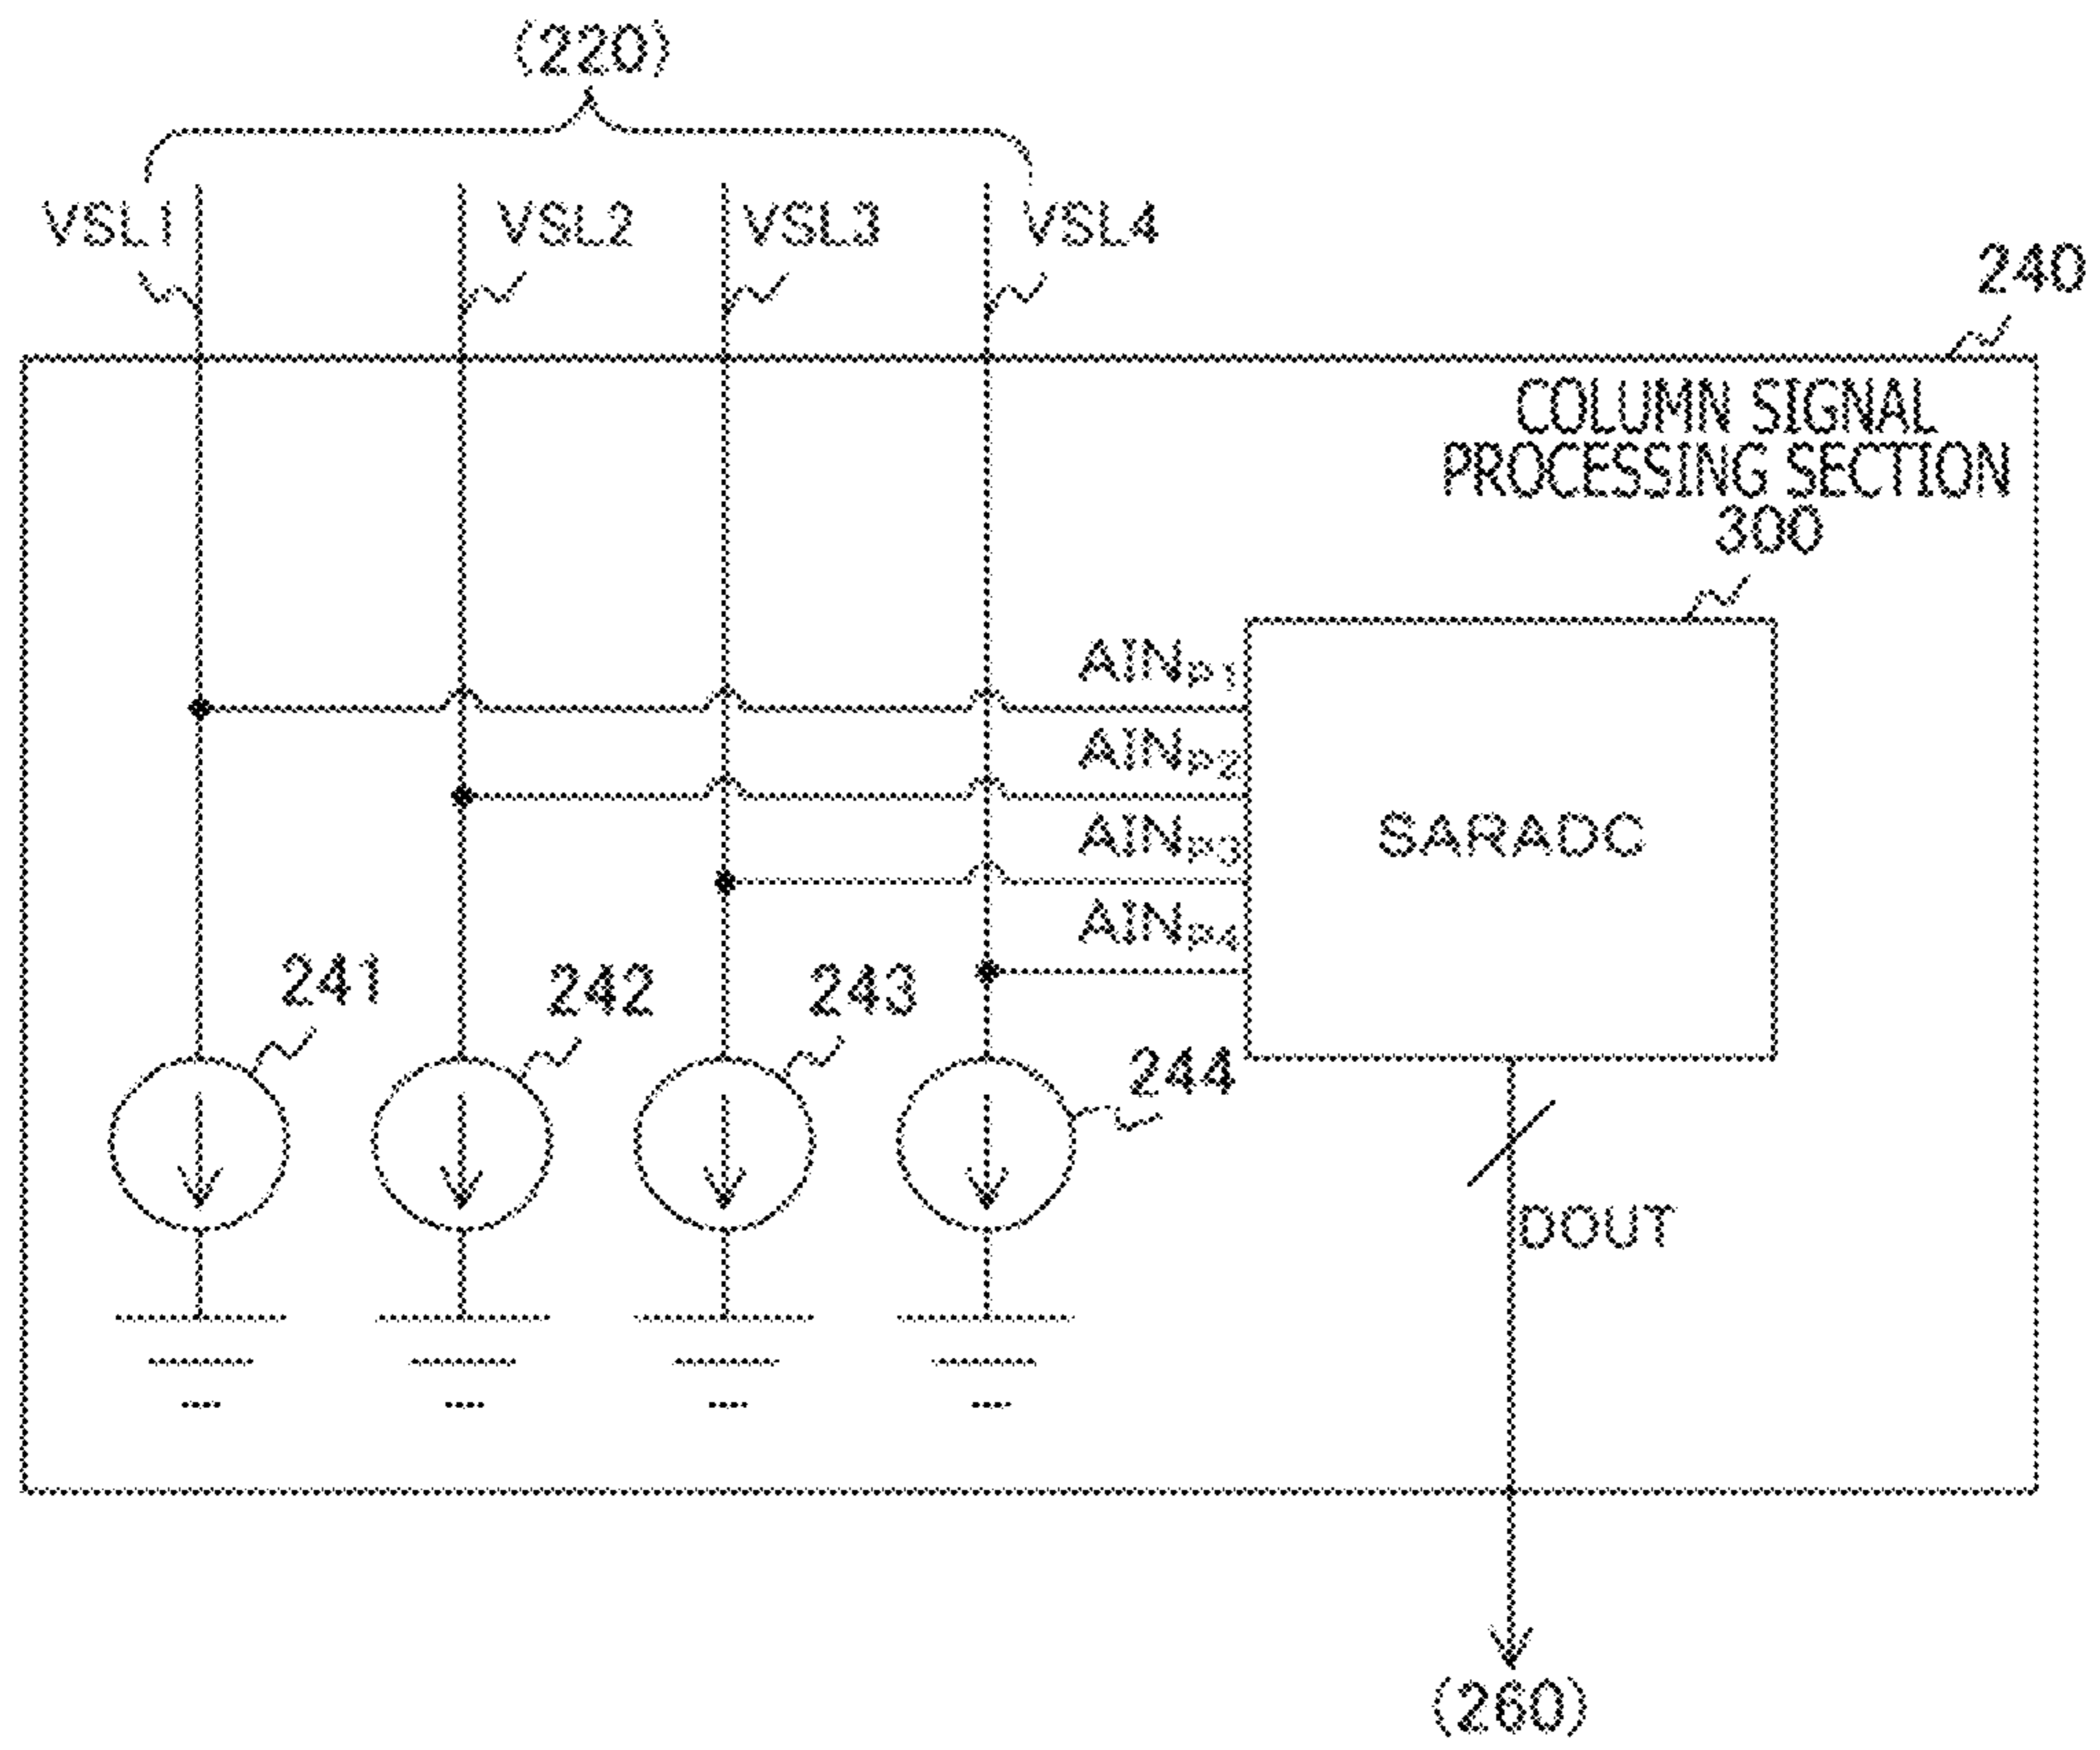 (220)
VSL1 VSL2 VSL3 VSL4
240
COLUMN SIGNAL
PROCESSING SECTION
300
AINP1
AINP2
SARADC
AINP3
AINP4
241 242 243
244
DOUT
(260)